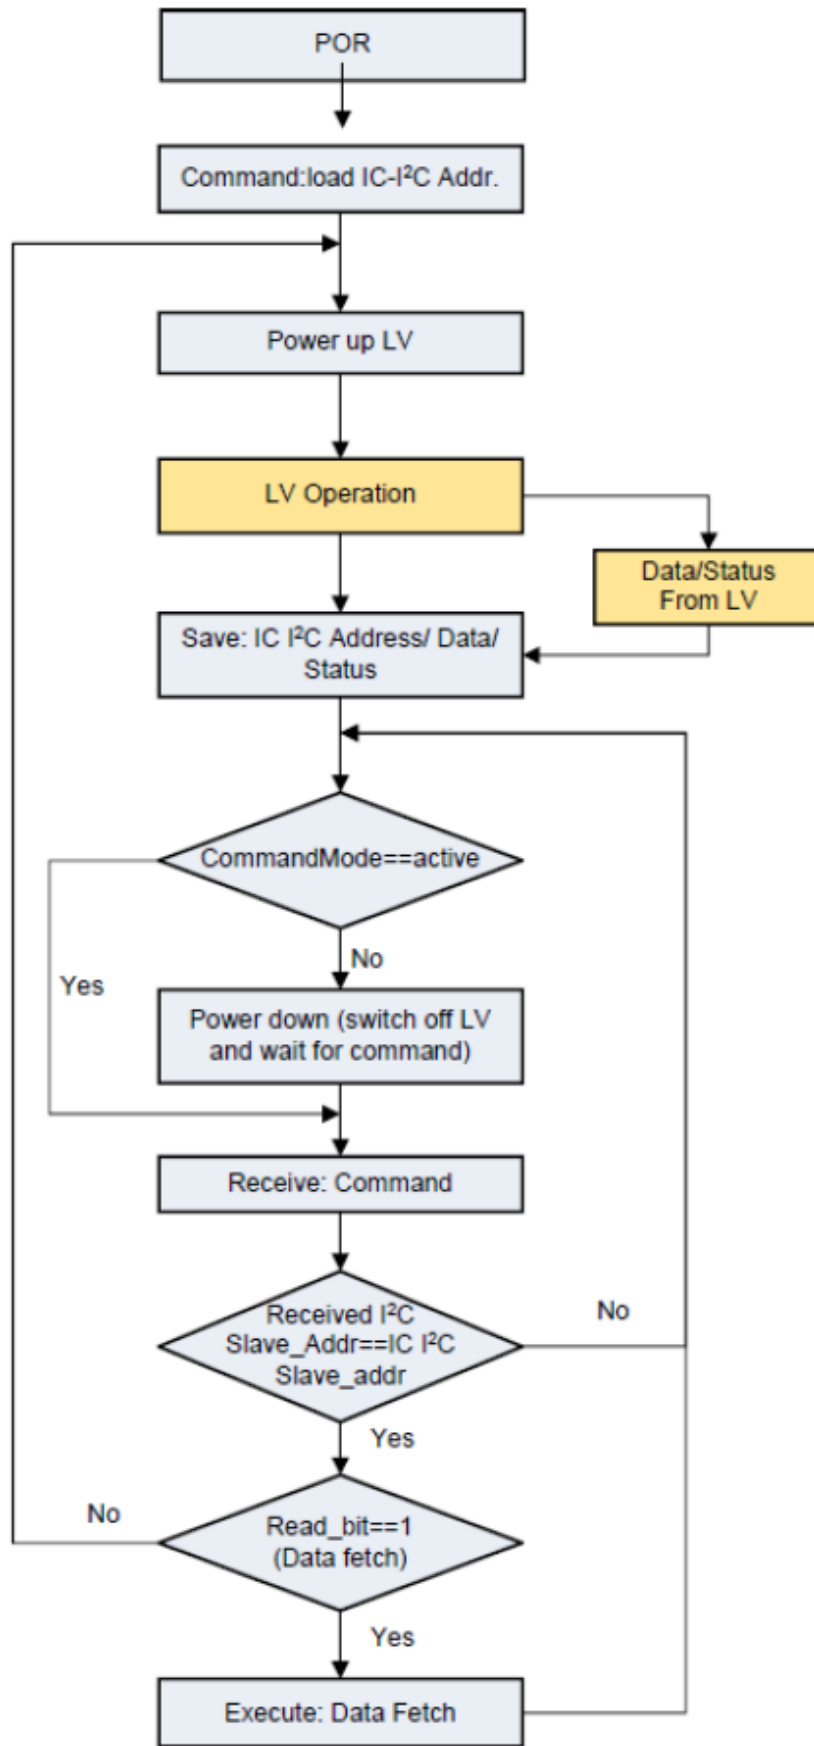 POR
Command:load IC-I²C Addr.
Power up LV
LV Operation
Data/Status
From LV
Save: IC I²C Address/ Data/
Status
CommandMode==active
No
Yes
Power down (switch off LV
and wait for command)
Receive: Command
Received I²C
Slave_Addr==IC I²C
Slave_addr
No
Yes
No
Read_bit==1
(Data fetch)
Yes
Execute: Data Fetch